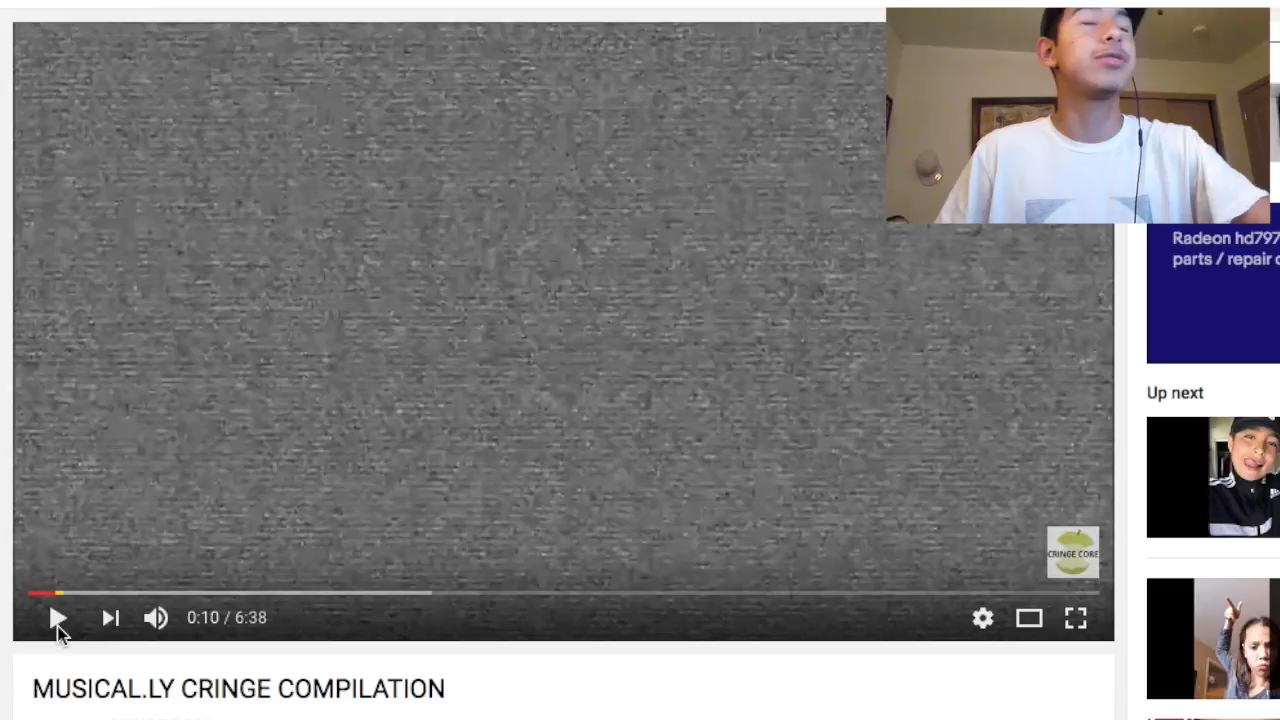 Radeon hd797
parts / repair
Up next
CRINGE CORE
0:10 / 6:38
MUSICAL.LY CRINGE COMPILATION